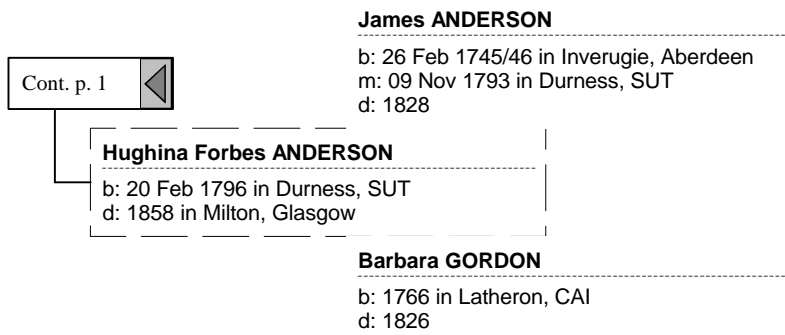 James ANDERSON
b: 26 Feb 1745/46 in Inverugie, Aberdeen
m: 09 Nov 1793 in Durness, SUT
d: 1828
Cont. p. 1
Hughina Forbes ANDERSON
b: 20 Feb 1796 in Durness, SUT
d: 1858 in Milton, Glasgow
Barbara GORDON
b: 1766 in Latheron, CAI
d: 1826